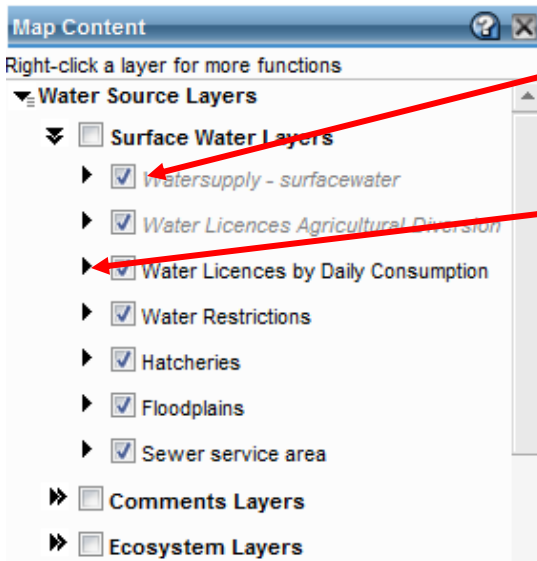 Map Content
Right-click a layer for more functions
Water Source Layers
Surface Water Layers
Watersupply - surfacewater
Water Licences Agricultural Diversion
Water Licences by Daily Consumption
Water Restrictions
Hatcheries
Floodplains
Sewer service area
Comments Layers
Ecosystem Layers